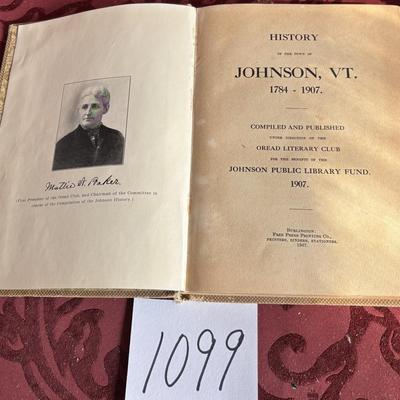 Mattie W. Baker.
(First President of the Oread Club, and Chairman of the Committee in
charge of the Compilation of the Johnson History.)
HISTORY
OF THE TOWN OF
JOHNSON, VT.
1784 - 1907.
COMPILED AND PUBLISHED
UNDER DIRECTION OF THE
OREAD LITERARY CLUB
FOR THE BENEFIT OF THE
JOHNSON PUBLIC LIBRARY FUND.
1907.
BURLINGTON:
FREE PRESS PRINTING CO.,
PRINTERS, BINDERS, STATIONERS.
1907.
1099